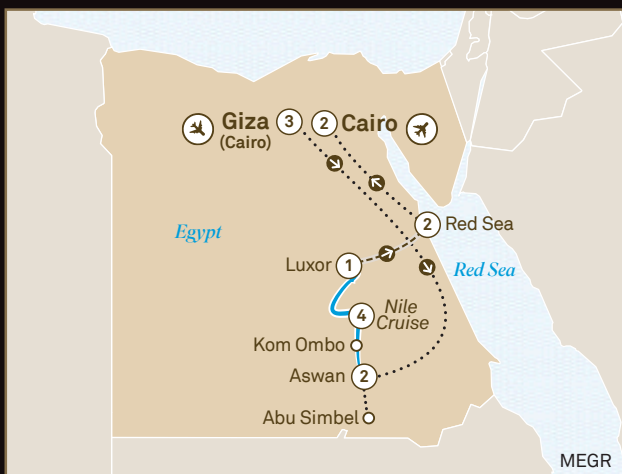 Giza 3 2 Cairo
(Cairo)
Egypt
2 Red Sea
Luxor 1
Red Sea
4 Nile
Cruise
Kom Ombo
Aswan 2
Abu Simbel
MEGR